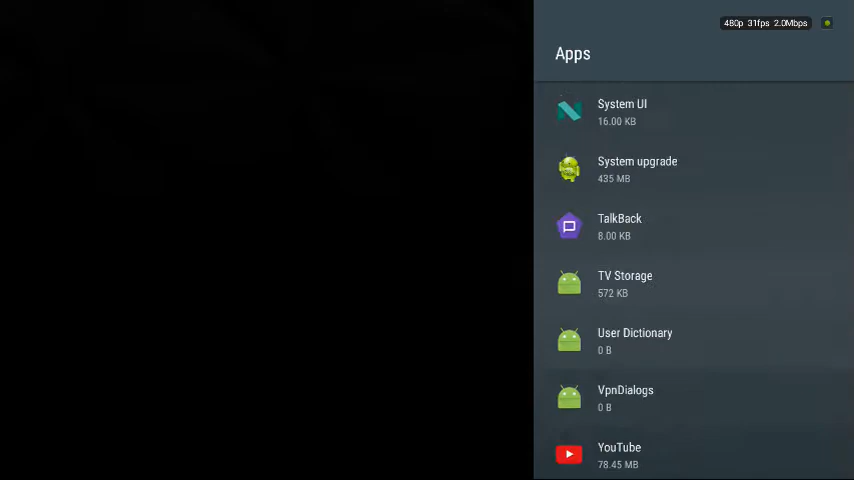 480p 31fps 2.0Mbps
Apps
System UI
16.00 KB
System upgrade
435 MB
TalkBack
8.00 KB
TV Storage
572 KB
User Dictionary
0 B
VpnDialogs
0 B
YouTube
78.45 MB